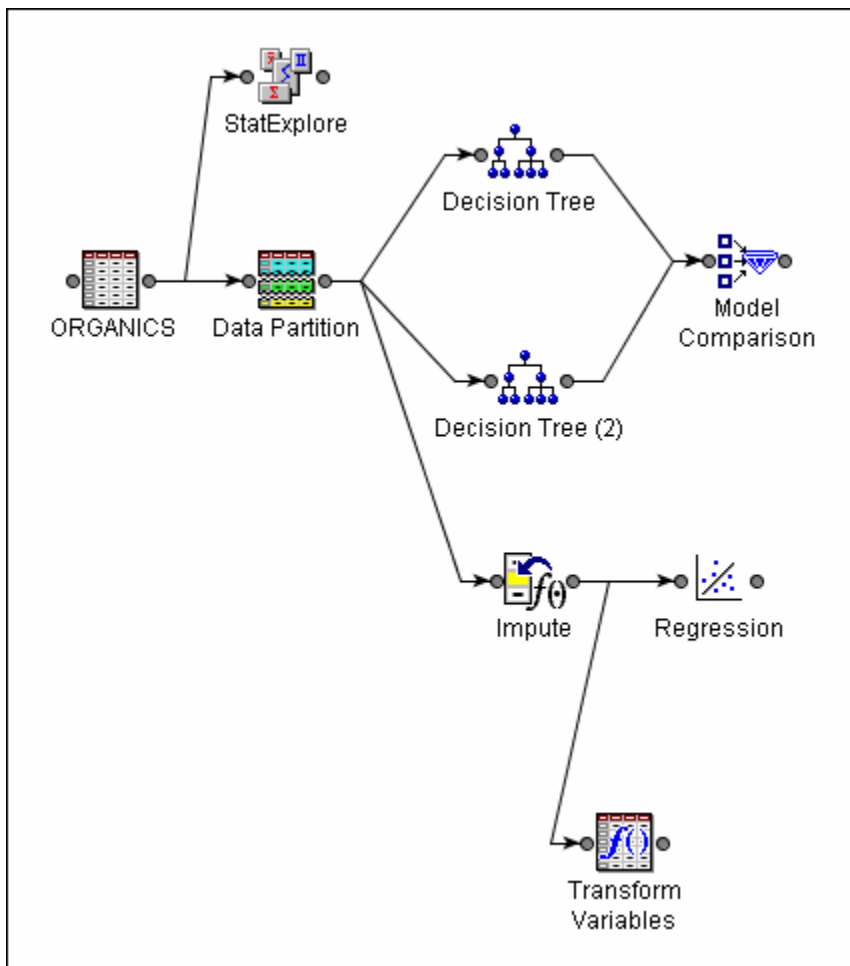 StatExplore
Decision Tree
ORGANICS
Data Partition
Model
Comparison
Decision Tree (2)
Impute
Regression
Transform
Variables